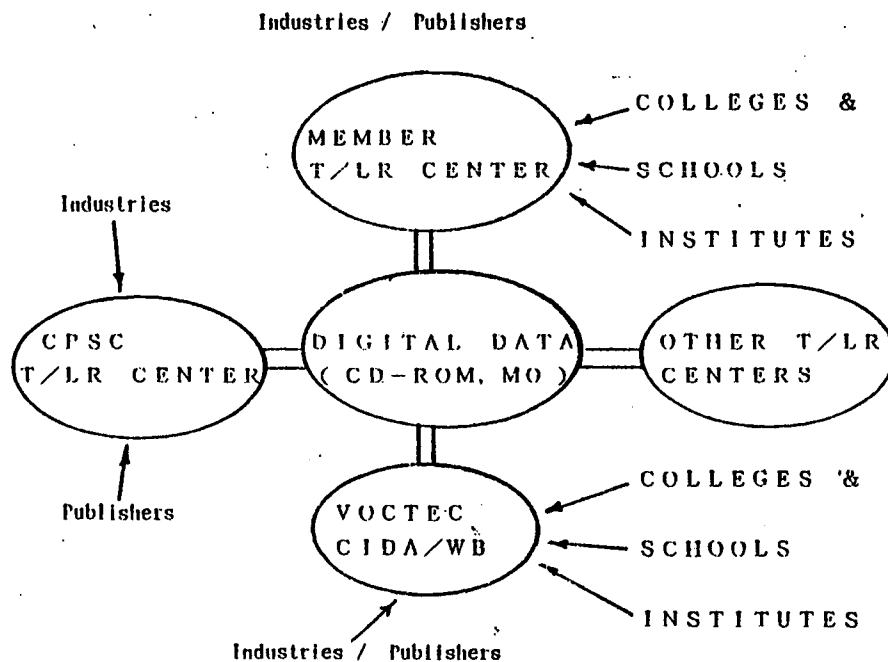 Industries / Publishers
MEMBER
T/LR CENTER
COLLEGES &
SCHOOLS
INSTITUTES
Industries
CPSC
T/LR CENTER
Publishers
DIGITAL DATA
( CD-ROM, MO )
OTHER T/LR
CENTERS
VOCTEC
CIDA/WB
COLLEGES &
SCHOOLS
INSTITUTES
Industries / Publishers